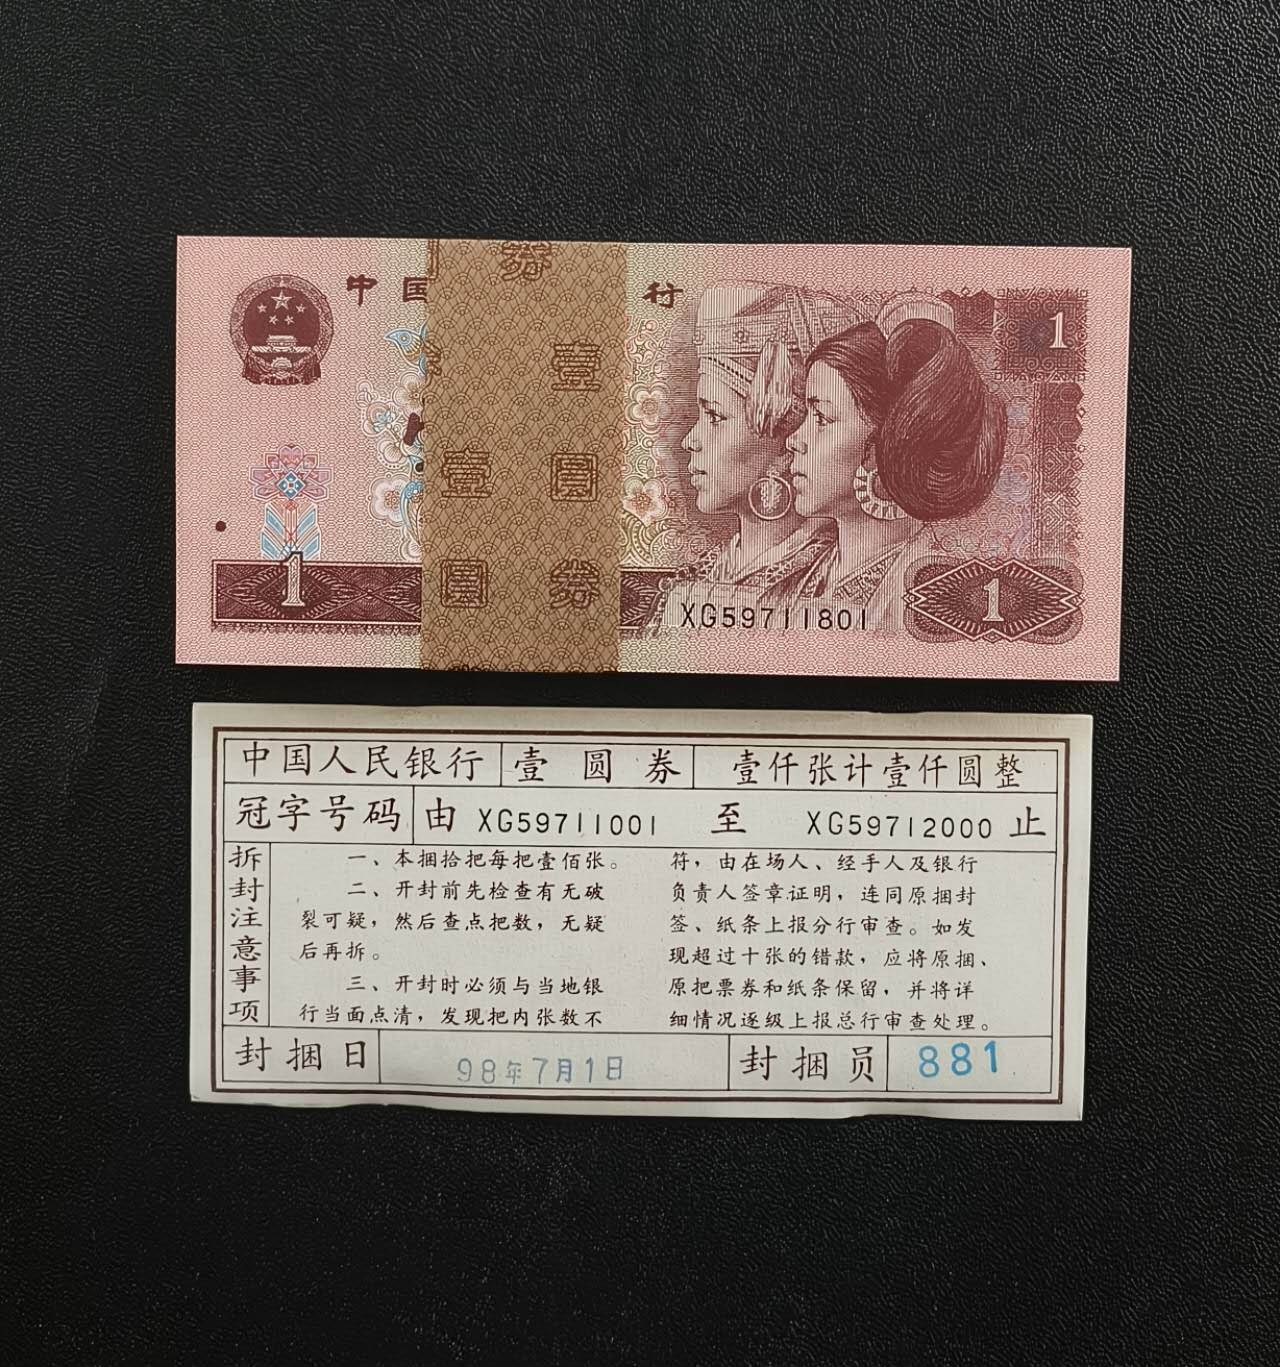 中国
行
券
壹
壹 圆
圆 券
1
1
1
XG59711801
中国人民银行 壹圆券 壹仟张计壹仟圆整
冠字号码 由 XG59711001 至 XG59712000 止
拆封注意事项
一、本捆拾把每把壹佰张。
二、开封前先检查有无破
裂可疑，然后查点把数，无疑
后再拆。
三、开封时必须与当地银
行当面点清，发现把内张数不
符，由在场人、经手人及银行
负责人签章证明，连同原捆封
签、纸条上报分行审查。如发
现超过十张的错款，应将原捆、
原把票券和纸条保留，并将详
细情况逐级上报总行审查处理。
封捆日 98年7月1日 封捆员 881